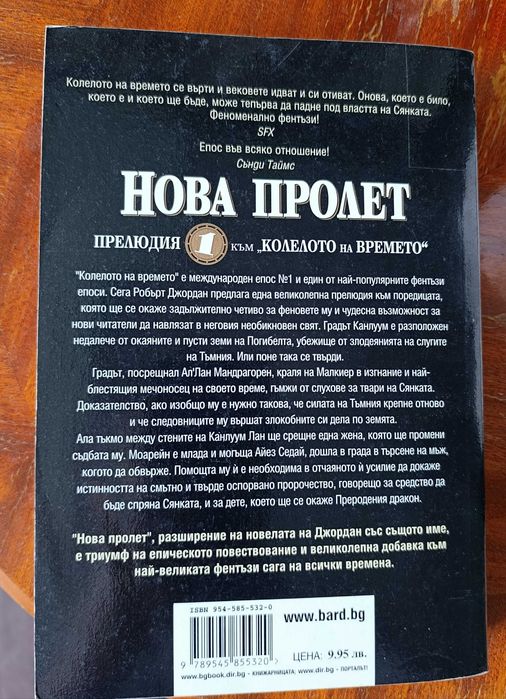 Колелото на времето се върти и вековете идват и си отиват. Онова, което е било,
което е и което ще бъде, може тепърва да падне под властта на Сянката.
Феноменално фентъзи!
SFX
Епос във всяко отношение!
Сънди Таймс
НОВА ПРОЛЕТ
ПРЕЛЮДИЯ 1 КЪМ „КОЛЕЛОТО НА ВРЕМЕТО“
"Колелото на времето" е международен епос №1 и един от най-популярните фентъзи
епоси. Сега Робърт Джордан предлага една великолепна прелюдия към поредицата,
която ще се окаже задължително четиво за феновете му и чудесна възможност за
нови читатели да навлязат в неговия необикновен свят. Градът Канлуум е разположен
недалече от окаяните и пусти земи на Погибелта, убежище от злодеянията на слугите
на Тъмния. Или поне така се твърди.
Градът, посрещнал Ал'Лан Мандрагорен, краля на Малкиер в изгнание и най-
блестящия мечоносец на своето време, гъмжи от слухове за твари на Сянката.
Доказателство, ако изобщо му е нужно такова, че силата на Тъмния крепне отново
и че следовниците му вършат злокобните си дела по земята.
Ала тъкмо между стените на Канлуум Лан ще срещне една жена, която ще промени
съдбата му. Моарейн е млада и могъща Айез Седай, дошла в града в търсене на мъж,
когото да обвърже. Помощта му ѝ е необходима в отчаяното ѝ усилие да докаже
истинността на смътно и твърде оспорвано пророчество, говорещо за средство да
бъде спряна Сянката, и за дете, което ще се окаже Преродения дракон.
"Нова пролет", разширение на новелата на Джордан със същото име,
е триумф на епическото повествование и великолепна добавка към
най-великата фентъзи сага на всички времена.
ISBN 954-585-532-0
9 789545 855320
www.bard.bg
ЦЕНА: 9.95 лв.
www.bgbook.dir.bg - КНИЖАРНИЦАТА; www.dir.bg - ПОРТАЛЪТ!